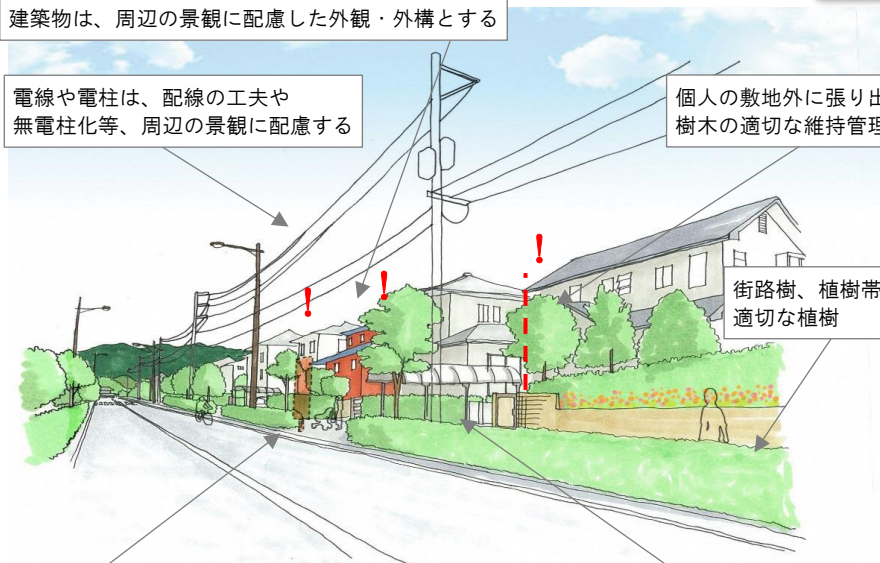 建築物は、周辺の景観に配慮した外観・外構とする
電線や電柱は、配線の工夫や
無電柱化等、周辺の景観に配慮する
個人の敷地外に張り出
樹木の適切な維持管理
!
!
!
街路樹、植樹帯
適切な植樹